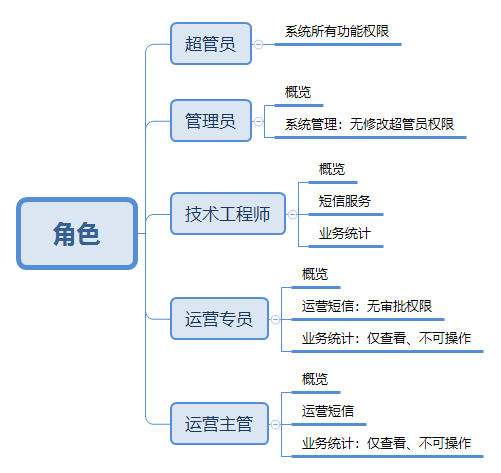 角色
超管员
系统所有功能权限
管理员
概览
系统管理：无修改超管员权限
技术工程师
概览
短信服务
业务统计
运营专员
概览
运营短信：无审批权限
业务统计：仅查看、不可操作
运营主管
概览
运营短信
业务统计：仅查看、不可操作